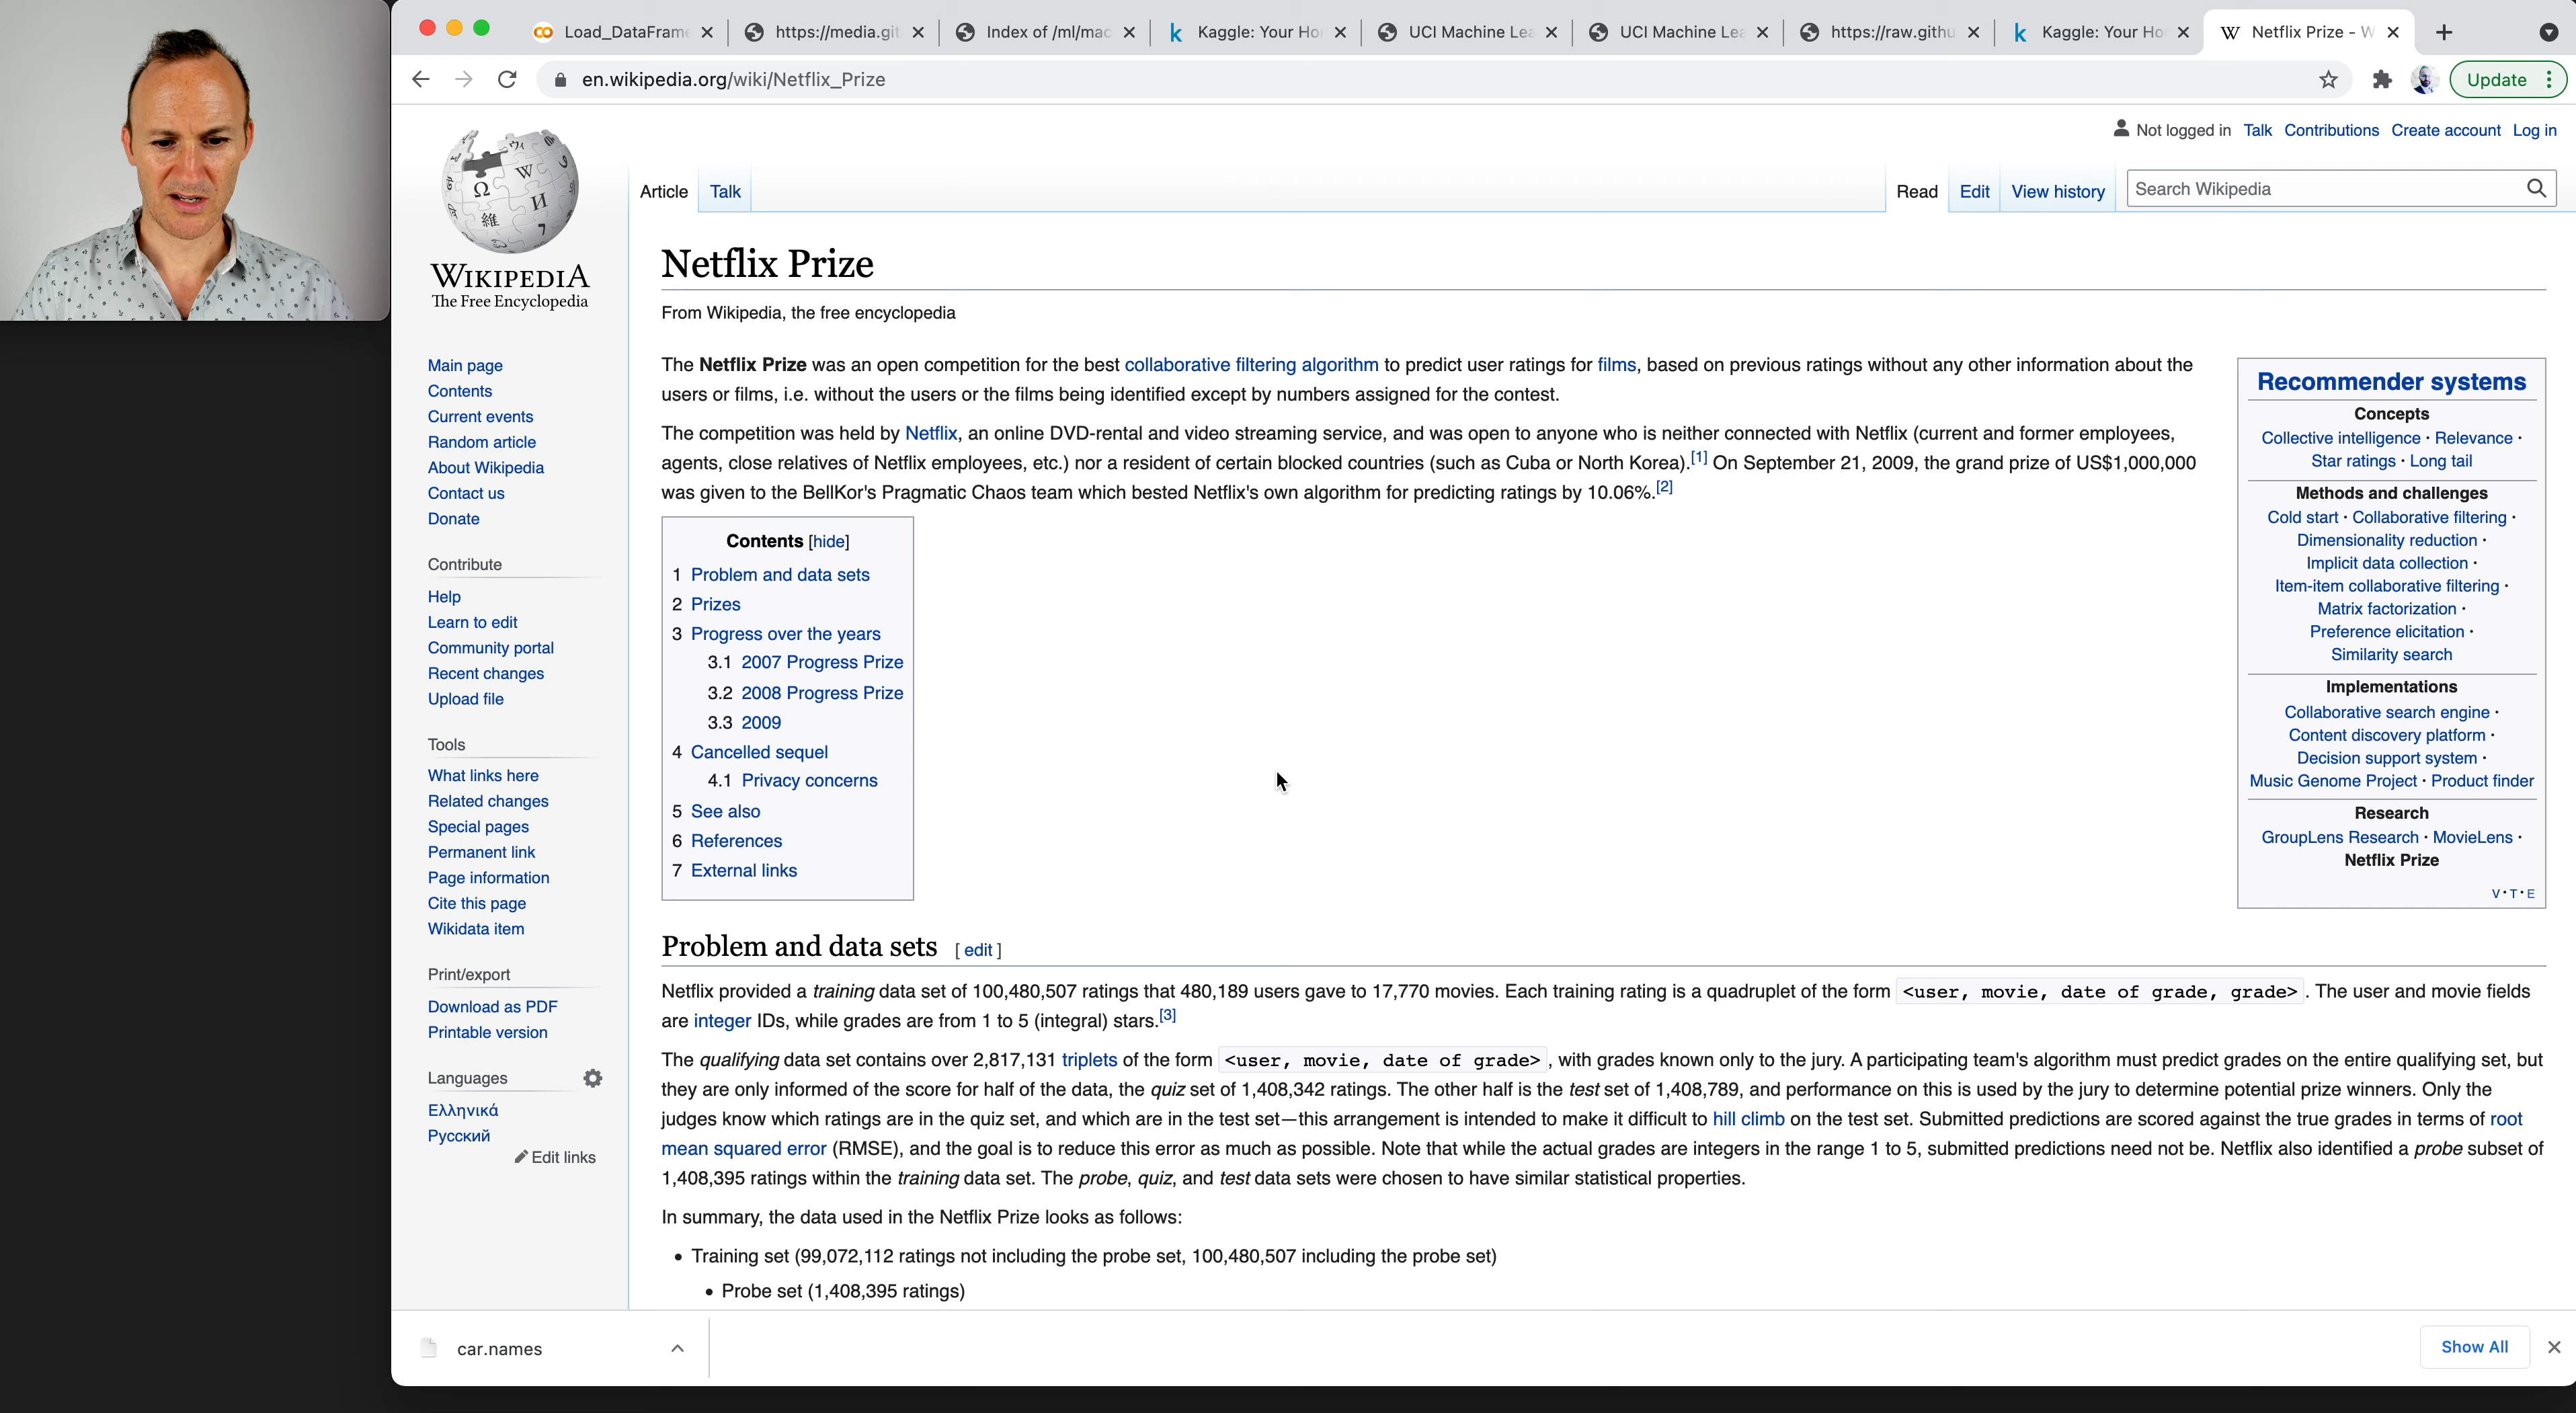 Load_DataFrame
https://media.git
Index of /ml/mac
Kaggle: Your Ho
UCI Machine Lea
UCI Machine Lea
https://raw.githu
Kaggle: Your Ho
Netflix Prize - W
en.wikipedia.org/wiki/Netflix_Prize
Update
Not logged in Talk Contributions Create account Log in
Article Talk
Read Edit View history Search Wikipedia
WIKIPEDIA
The Free Encyclopedia
Main page
Contents
Current events
Random article
About Wikipedia
Contact us
Donate
Contribute
Help
Learn to edit
Community portal
Recent changes
Upload file
Tools
What links here
Related changes
Special pages
Permanent link
Page information
Cite this page
Wikidata item
Print/export
Download as PDF
Printable version
Languages
Ελληνικά
Русский
Edit links
Netflix Prize
From Wikipedia, the free encyclopedia
The Netflix Prize was an open competition for the best collaborative filtering algorithm to predict user ratings for films, based on previous ratings without any other information about the
users or films, i.e. without the users or the films being identified except by numbers assigned for the contest.
The competition was held by Netflix, an online DVD-rental and video streaming service, and was open to anyone who is neither connected with Netflix (current and former employees,
agents, close relatives of Netflix employees, etc.) nor a resident of certain blocked countries (such as Cuba or North Korea).[1] On September 21, 2009, the grand prize of US$1,000,000
was given to the BellKor's Pragmatic Chaos team which bested Netflix's own algorithm for predicting ratings by 10.06%.[2]
Contents [hide]
1 Problem and data sets
2 Prizes
3 Progress over the years
3.1 2007 Progress Prize
3.2 2008 Progress Prize
3.3 2009
4 Cancelled sequel
4.1 Privacy concerns
5 See also
6 References
7 External links
Recommender systems
Concepts
Collective intelligence · Relevance ·
Star ratings · Long tail
Methods and challenges
Cold start · Collaborative filtering ·
Dimensionality reduction ·
Implicit data collection ·
Item-item collaborative filtering ·
Matrix factorization ·
Preference elicitation ·
Similarity search
Implementations
Collaborative search engine ·
Content discovery platform ·
Decision support system ·
Music Genome Project · Product finder
Research
GroupLens Research · MovieLens ·
Netflix Prize
V · T · E
Problem and data sets [ edit ]
Netflix provided a training data set of 100,480,507 ratings that 480,189 users gave to 17,770 movies. Each training rating is a quadruplet of the form <user, movie, date of grade, grade> . The user and movie fields
are integer IDs, while grades are from 1 to 5 (integral) stars.[3]
The qualifying data set contains over 2,817,131 triplets of the form <user, movie, date of grade> , with grades known only to the jury. A participating team's algorithm must predict grades on the entire qualifying set, but
they are only informed of the score for half of the data, the quiz set of 1,408,342 ratings. The other half is the test set of 1,408,789, and performance on this is used by the jury to determine potential prize winners. Only the
judges know which ratings are in the quiz set, and which are in the test set—this arrangement is intended to make it difficult to hill climb on the test set. Submitted predictions are scored against the true grades in terms of root
mean squared error (RMSE), and the goal is to reduce this error as much as possible. Note that while the actual grades are integers in the range 1 to 5, submitted predictions need not be. Netflix also identified a probe subset of
1,408,395 ratings within the training data set. The probe, quiz, and test data sets were chosen to have similar statistical properties.
In summary, the data used in the Netflix Prize looks as follows:
• Training set (99,072,112 ratings not including the probe set, 100,480,507 including the probe set)
• Probe set (1,408,395 ratings)
car.names
Show All